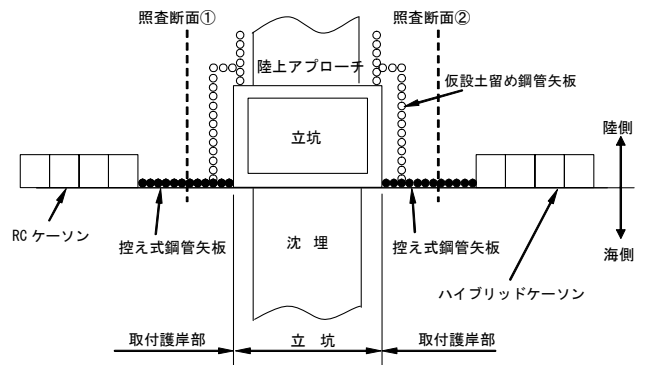 照査断面①
照査断面②
陸上アプローチ
仮設土留め鋼管矢板
立坑
陸側
RC ケーソン
控え式鋼管矢板
沈 埋
控え式鋼管矢板
海側
ハイブリッドケーソン
取付護岸部
立 坑
取付護岸部